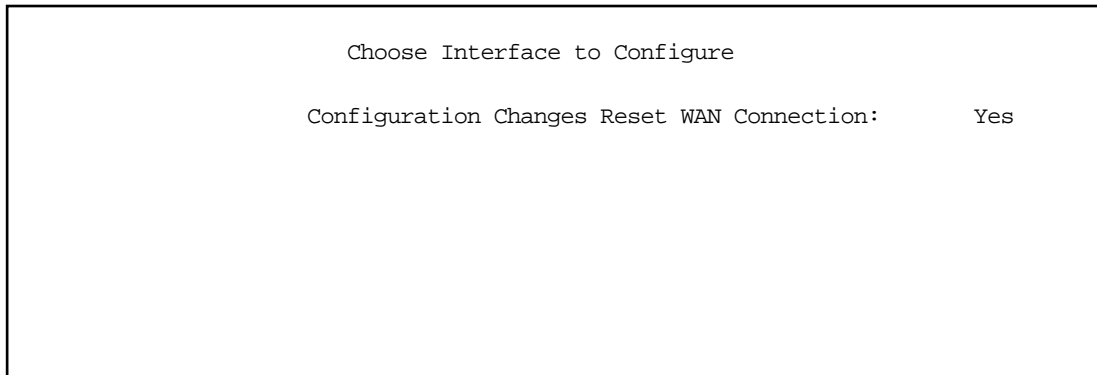 Choose Interface to Configure
Configuration Changes Reset WAN Connection: Yes